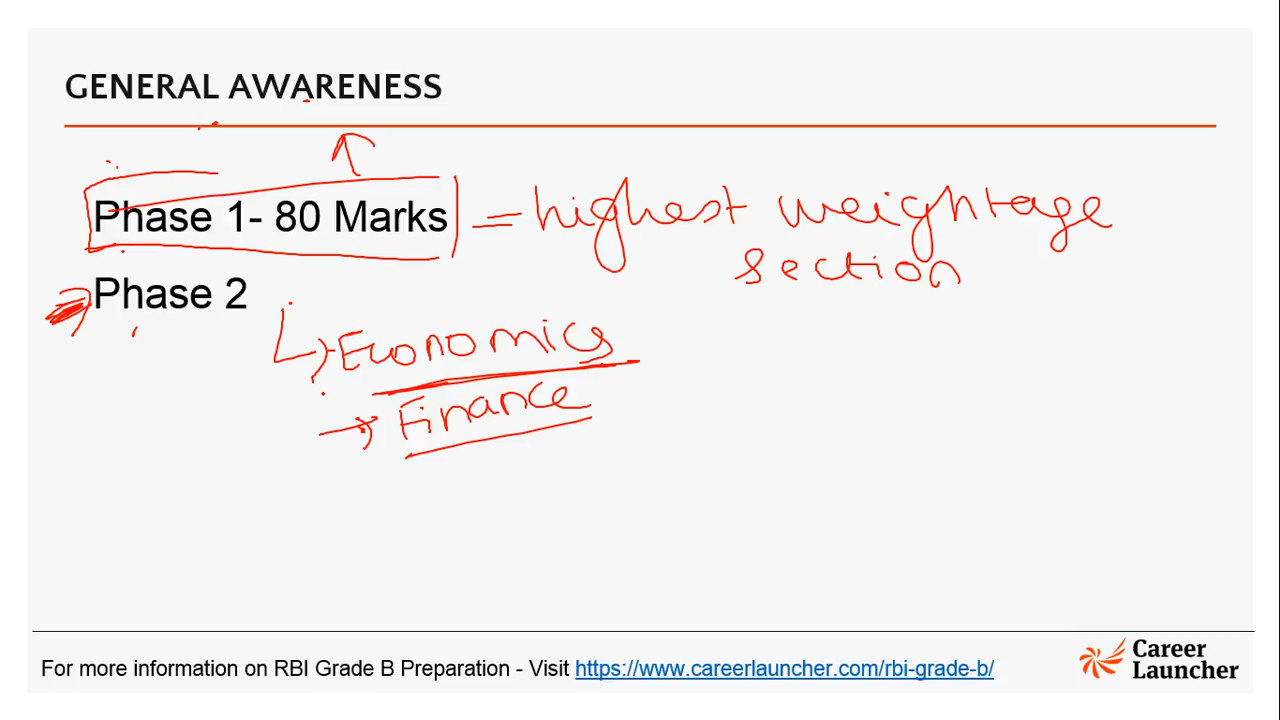 GENERAL AWARENESS
Phase 1- 80 Marks = highest weightage
section
Phase 2
Economics
Finance
For more information on RBI Grade B Preparation - Visit https://www.careerlauncher.com/rbi-grade-b/
Career
Launcher